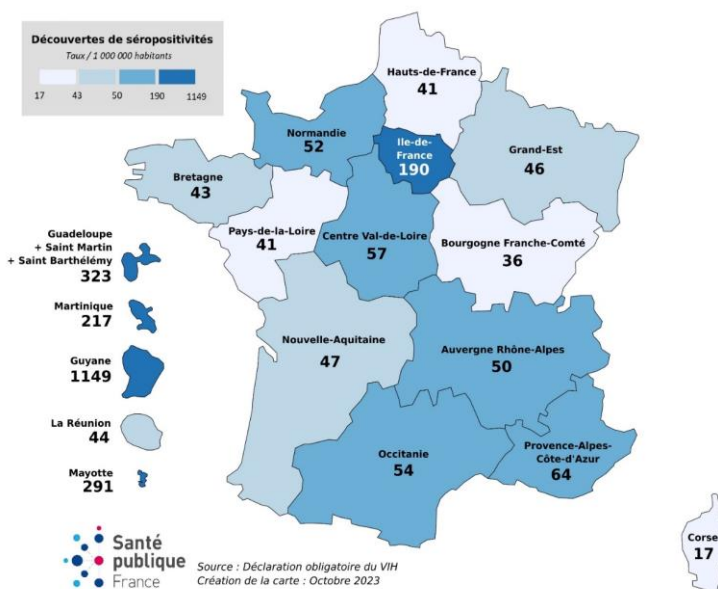 Découvertes de séropositivités
Taux / 1 000 000 habitants
17 43 50 190 1149
Hauts-de-France
41
Normandie
52
Ile-de-
France
190
Grand-Est
46
Bretagne
43
Pays-de-la-Loire
41
Centre Val-de-Loire
57
Bourgogne Franche-Comté
36
Guadeloupe
+ Saint Martin
+ Saint Barthélémy
323
Martinique
217
Guyane
1149
La Réunion
44
Mayotte
291
Nouvelle-Aquitaine
47
Auvergne Rhône-Alpes
50
Occitanie
54
Provence-Alpes-
Côte-d'Azur
64
Corse
17
Santé
publique
France
Source : Déclaration obligatoire du VIH
Création de la carte : Octobre 2023